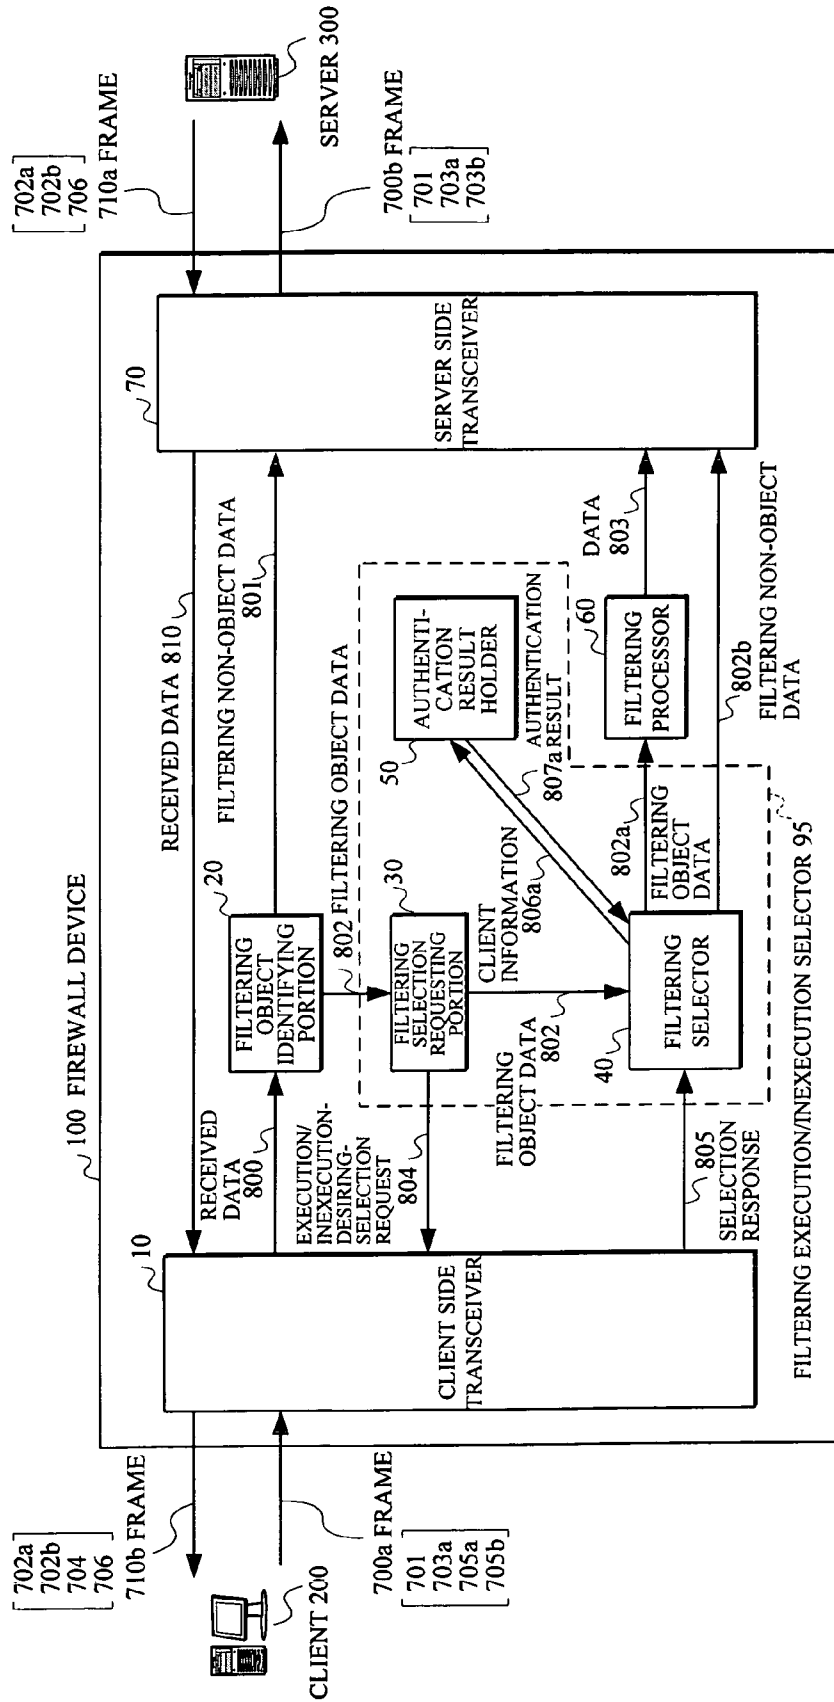 100 FIREWALL DEVICE
702a
702b
704
706
710b FRAME
CLIENT 200
700a FRAME
701
703a
705a
705b
10
CLIENT SIDE
TRANSCEIVER
RECEIVED DATA 810
RECEIVED
DATA
800
20
FILTERING
OBJECT
IDENTIFYING
PORTION
FILTERING NON-OBJECT DATA
801
EXECUTION/
INEXECUTION-
DESIRING-
SELECTION
REQUEST
804
802 FILTERING OBJECT DATA
30
FILTERING
SELECTION
REQUESTING
PORTION
FILTERING
OBJECT DATA
802
CLIENT
INFORMATION
806a
50
AUTHENTI-
CATION
RESULT
HOLDER
AUTHENTICATION
RESULT
807a
SELECTION
RESPONSE
805
40
FILTERING
SELECTOR
802a
FILTERING
OBJECT
DATA
60
FILTERING
PROCESSOR
DATA
803
802b
FILTERING NON-OBJECT
DATA
FILTERING EXECUTION/INEXECUTION SELECTOR 95
70
SERVER SIDE
TRANSCEIVER
702a
702b
706
710a FRAME
SERVER 300
700b FRAME
701
703a
703b